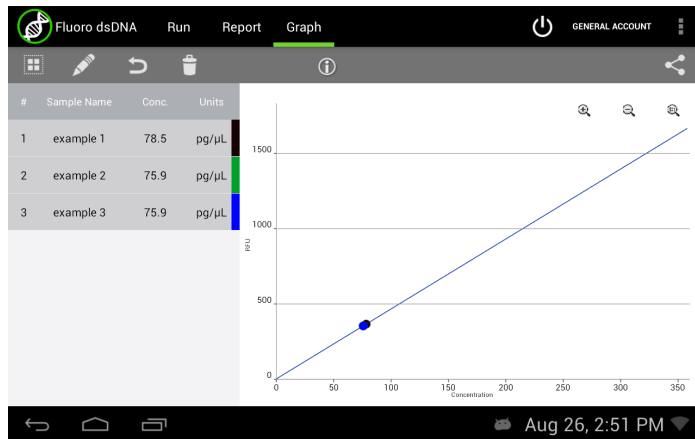 Fluoro dsDNA Run Report Graph GENERAL ACCOUNT
# Sample Name Conc. Units
1 example 1 78.5 pg/µL
2 example 2 75.9 pg/µL
3 example 3 75.9 pg/µL
1500
1000
RFU
500
0
0 50 100 150 200 250 300 350
Concentration
Aug 26, 2:51 PM